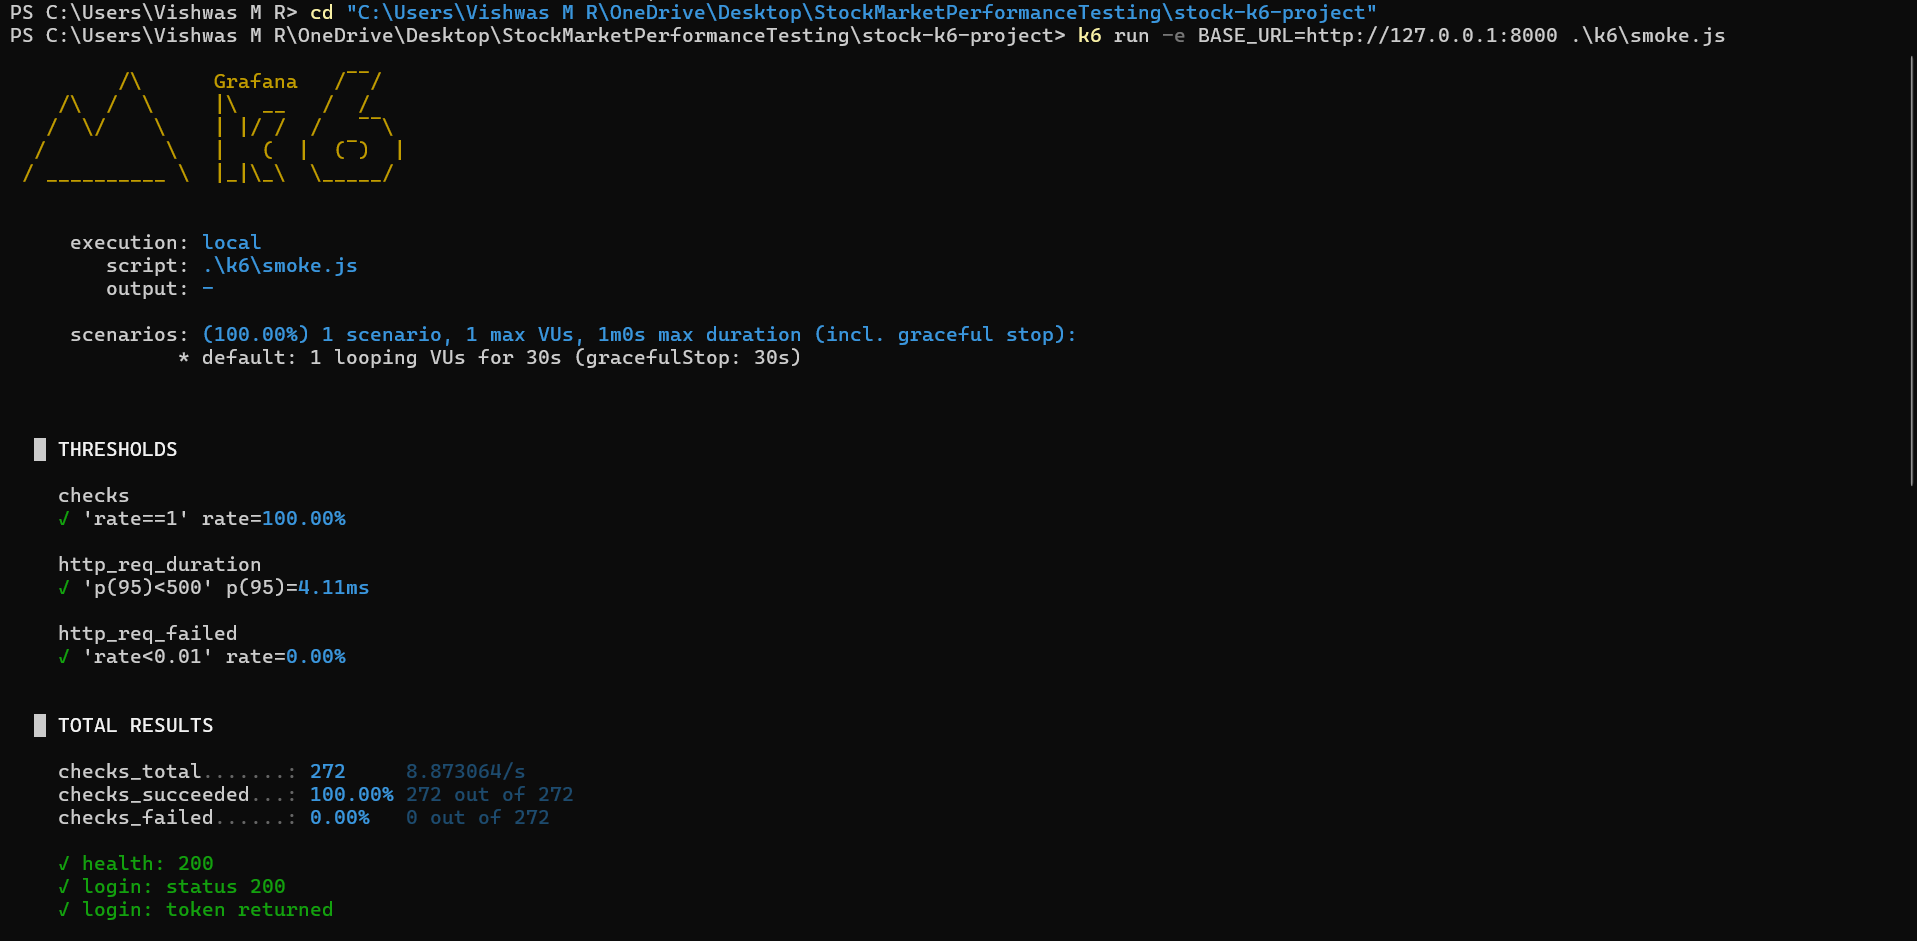 PS C:\Users\Vishwas M R> cd "C:\Users\Vishwas M R\OneDrive\Desktop\StockMarketPerformanceTesting\stock-k6-project"
PS C:\Users\Vishwas M R\OneDrive\Desktop\StockMarketPerformanceTesting\stock-k6-project> k6 run -e BASE_URL=http://127.0.0.1:8000 .\k6\smoke.js
         /\      Grafana   /‾‾/
    /\  /  \     |\  __   /  /
   /  \/    \    | |/ /  /   ‾‾\
  /          \   |   (  |  (‾)  |
 / __________ \  |_|\_\  \_____/
     execution: local
        script: .\k6\smoke.js
        output: -
     scenarios: (100.00%) 1 scenario, 1 max VUs, 1m0s max duration (incl. graceful stop):
              * default: 1 looping VUs for 30s (gracefulStop: 30s)
  █ THRESHOLDS
    checks
    ✓ 'rate==1' rate=100.00%
    http_req_duration
    ✓ 'p(95)<500' p(95)=4.11ms
    http_req_failed
    ✓ 'rate<0.01' rate=0.00%
  █ TOTAL RESULTS
    checks_total.......: 272     8.873064/s
    checks_succeeded...: 100.00% 272 out of 272
    checks_failed......: 0.00%   0 out of 272
    ✓ health: 200
    ✓ login: status 200
    ✓ login: token returned